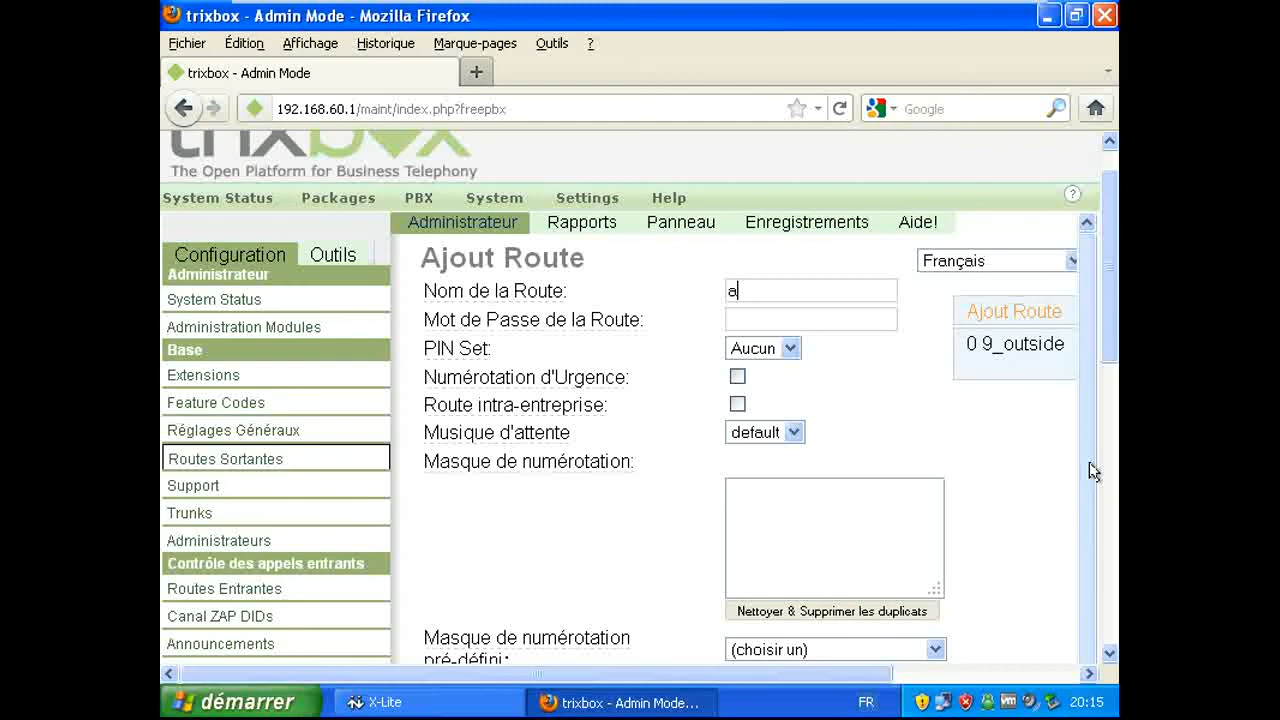 trixbox - Admin Mode - Mozilla Firefox
Fichier Édition Affichage Historique Marque-pages Outils ?
trixbox - Admin Mode
192.168.60.1/maint/index.php?freepbx
Google
trixbox
The Open Platform for Business Telephony
System Status Packages PBX System Settings Help
?
Administrateur Rapports Panneau Enregistrements Aide!
Configuration Outils
Administrateur
System Status
Administration Modules
Base
Extensions
Feature Codes
Réglages Généraux
Routes Sortantes
Support
Trunks
Administrateurs
Contrôle des appels entrants
Routes Entrantes
Canal ZAP DIDs
Announcements
Ajout Route
Français
Nom de la Route: a
Mot de Passe de la Route:
PIN Set: Aucun
Numérotation d'Urgence:
Route intra-entreprise:
Musique d'attente default
Masque de numérotation:
Nettoyer & Supprimer les duplicats
Masque de numérotation
pré-défini: (choisir un)
Ajout Route
0 9_outside
démarrer X-Lite trixbox - Admin Mode... FR 20:15